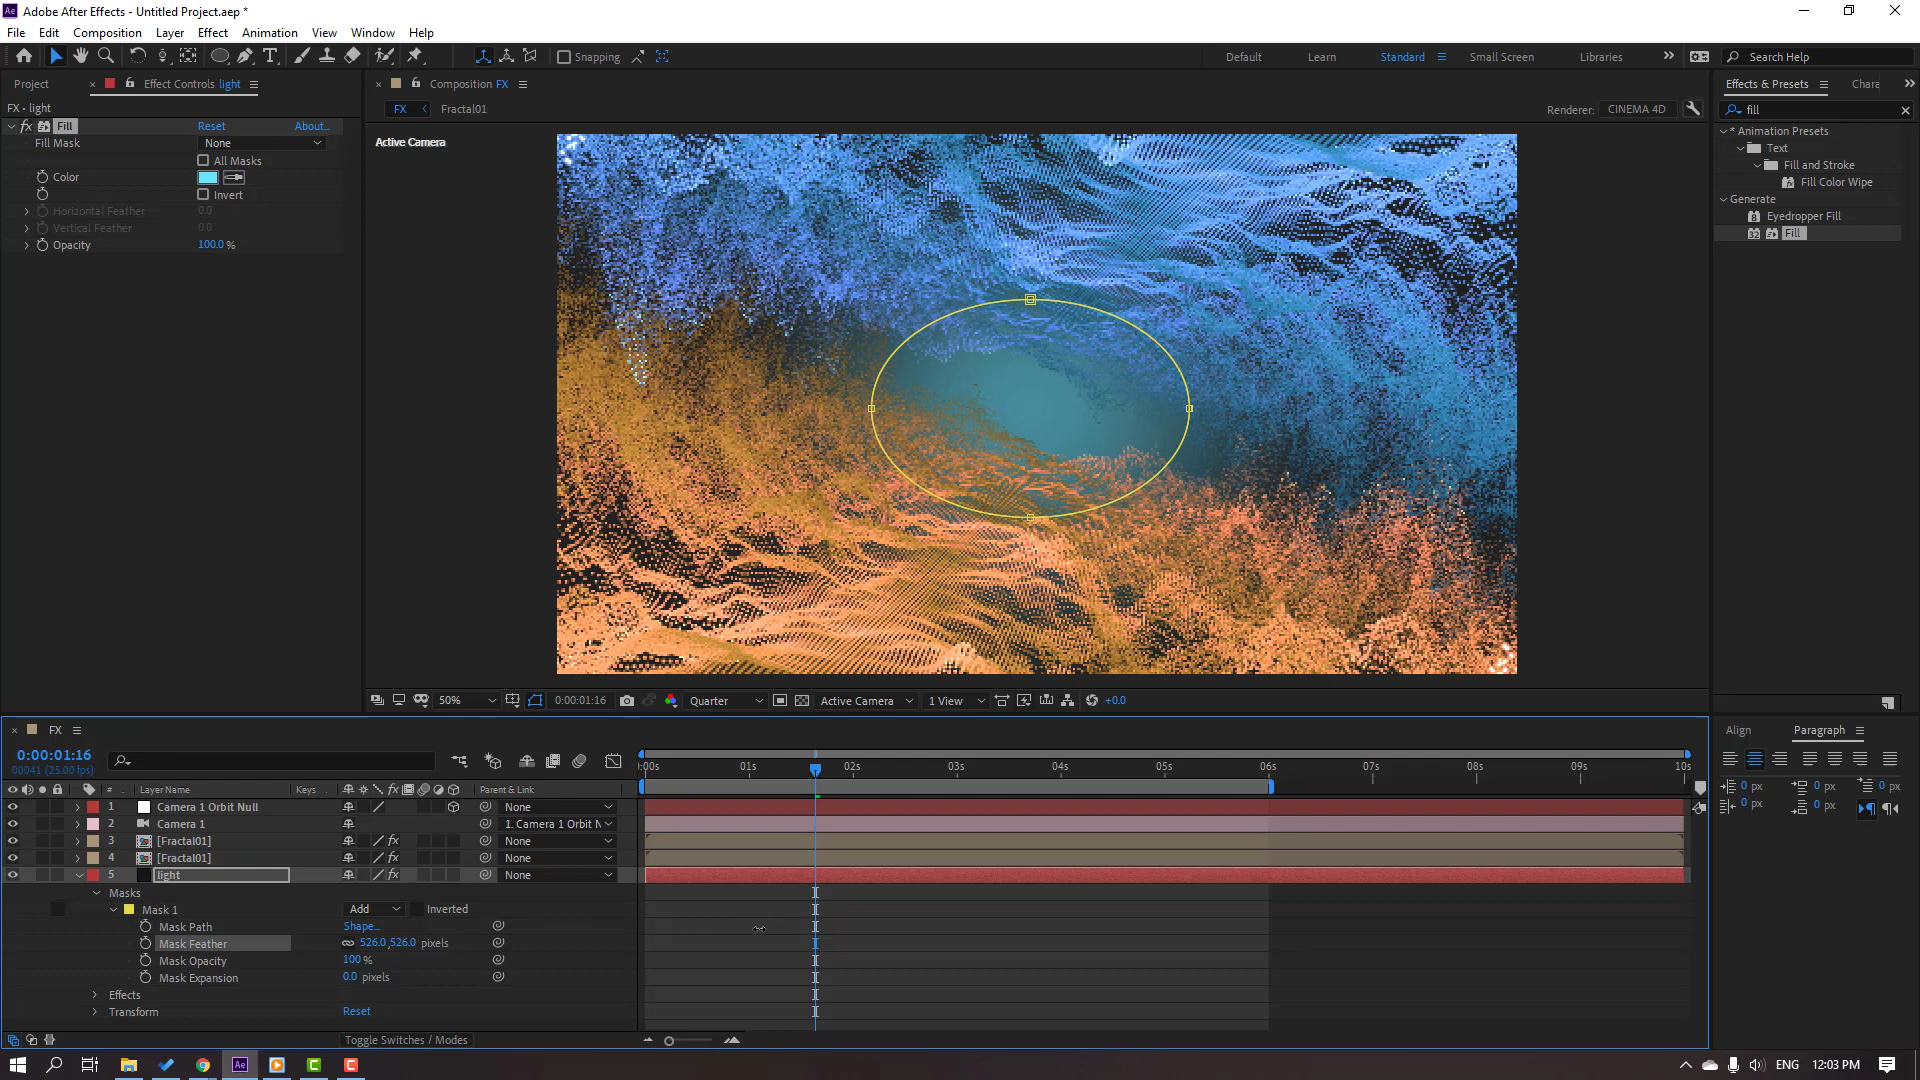 Ae Adobe After Effects - Untitled Project.aep *
File Edit Composition Layer Effect Animation View Window Help
Snapping Default Learn Standard Small Screen Libraries Search Help
Project Effect Controls light Composition FX Effects & Presets Chara
FX - light
FX Fractal01 Renderer: CINEMA 4D fill
fx Fill Reset About...
Fill Mask None
All Masks
Color
Invert
Horizontal Feather 0.0
Vertical Feather 0.0
Opacity 100.0 %
Active Camera
* Animation Presets
Text
Fill and Stroke
Fill Color Wipe
Generate
Eyedropper Fill
Fill
50% 0:00:01:16 Quarter Active Camera 1 View +0.0
FX
0:00:01:16
00041 (25.00 fps)
:00s 01s 02s 03s 04s 05s 06s 07s 08s 09s 10s
# Layer Name Keys fx Parent & Link
1 Camera 1 Orbit Null None
2 Camera 1 1. Camera 1 Orbit N
3 [Fractal01] fx None
4 [Fractal01] fx None
5 light fx None
Masks
Mask 1 Add Inverted
Mask Path Shape...
Mask Feather 526.0,526.0 pixels
Mask Opacity 100 %
Mask Expansion 0.0 pixels
Effects
Transform Reset
Toggle Switches / Modes
Align Paragraph
0 px 0 px 0 px
0 px 0 px
Ae ENG 12:03 PM